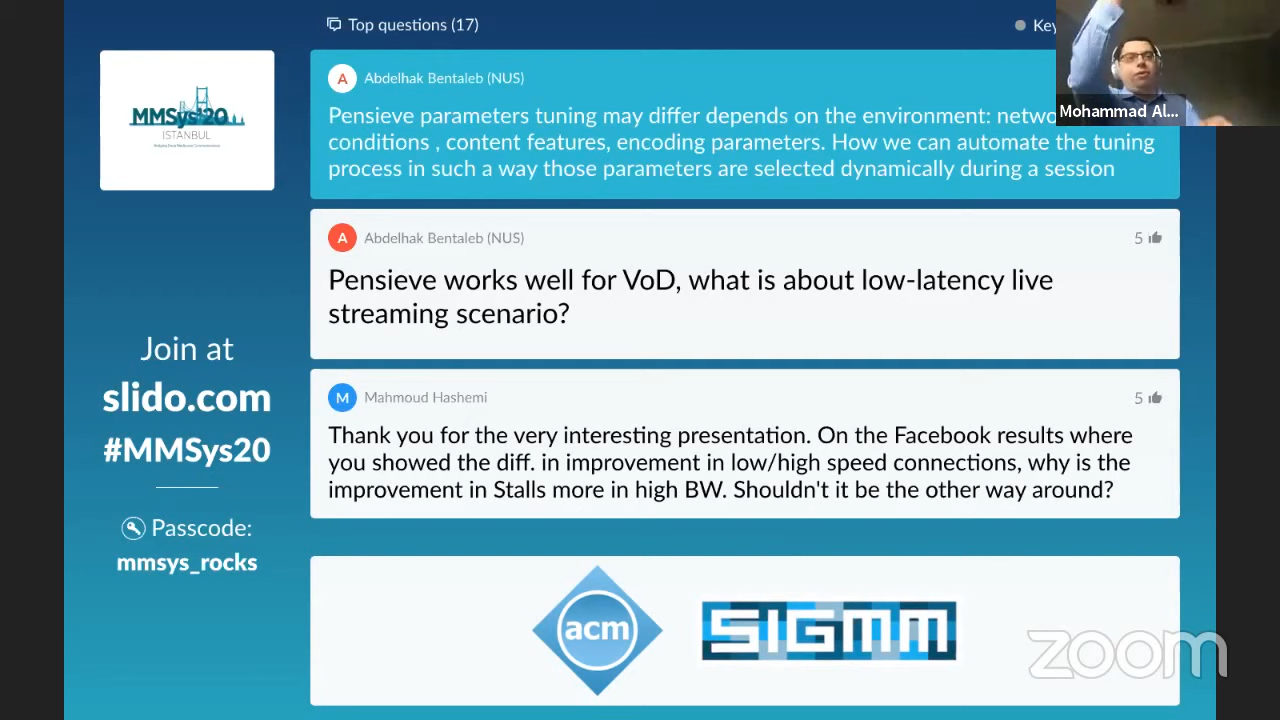 Top questions (17)
Key
Mohammad Al...
MMSys'20
ISTANBUL
A Abdelhak Bentaleb (NUS)
Pensieve parameters tuning may differ depends on the environment: netwo
conditions , content features, encoding parameters. How we can automate the tuning
process in such a way those parameters are selected dynamically during a session
A Abdelhak Bentaleb (NUS) 5
Pensieve works well for VoD, what is about low-latency live
streaming scenario?
M Mahmoud Hashemi 5
Thank you for the very interesting presentation. On the Facebook results where
you showed the diff. in improvement in low/high speed connections, why is the
improvement in Stalls more in high BW. Shouldn't it be the other way around?
Join at
slido.com
#MMSys20
Passcode:
mmsys_rocks
acm
SIGMM
zoom